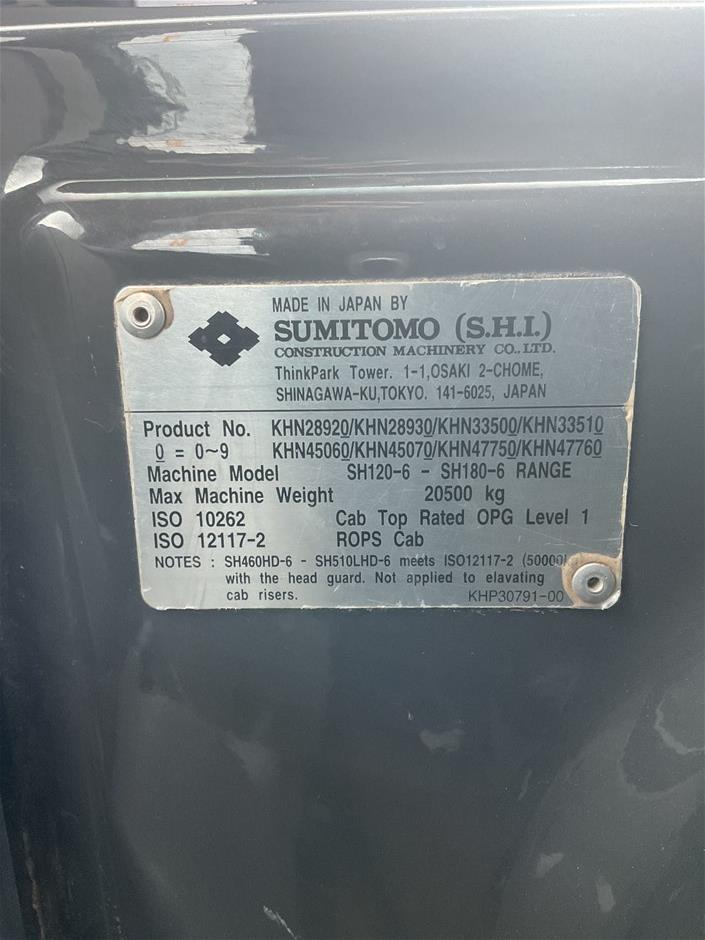 MADE IN JAPAN BY
SUMITOMO (S.H.I.)
CONSTRUCTION MACHINERY CO., LTD.
ThinkPark Tower. 1-1,OSAKI 2-CHOME,
SHINAGAWA-KU,TOKYO. 141-6025, JAPAN
Product No. KHN28920/KHN28930/KHN33500/KHN33510
0 = 0~9 KHN45060/KHN45070/KHN47750/KHN47760
Machine Model SH120-6 - SH180-6 RANGE
Max Machine Weight 20500 kg
ISO 10262 Cab Top Rated OPG Level 1
ISO 12117-2 ROPS Cab
NOTES : SH460HD-6 - SH510LHD-6 meets ISO12117-2 (50000
with the head guard. Not applied to elavating
cab risers. KHP30791-00